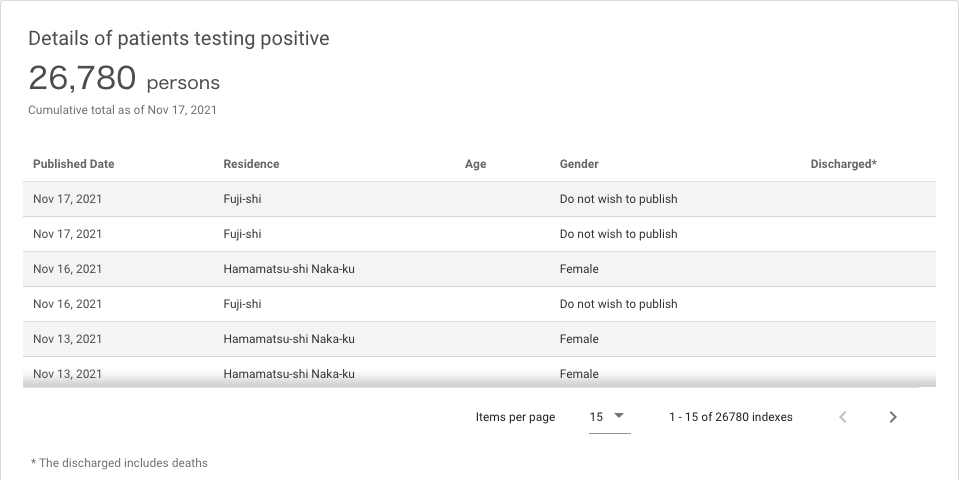 Details of patients testing positive
26,780 persons
Cumulative total as of Nov 17, 2021
Published Date Residence Age Gender Discharged*
Nov 17, 2021 Fuji-shi Do not wish to publish
Nov 17, 2021 Fuji-shi Do not wish to publish
Nov 16, 2021 Hamamatsu-shi Naka-ku Female
Nov 16, 2021 Fuji-shi Do not wish to publish
Nov 13, 2021 Hamamatsu-shi Naka-ku Female
Nov 13, 2021 Hamamatsu-shi Naka-ku Female
Items per page 15 1 - 15 of 26780 indexes
* The discharged includes deaths